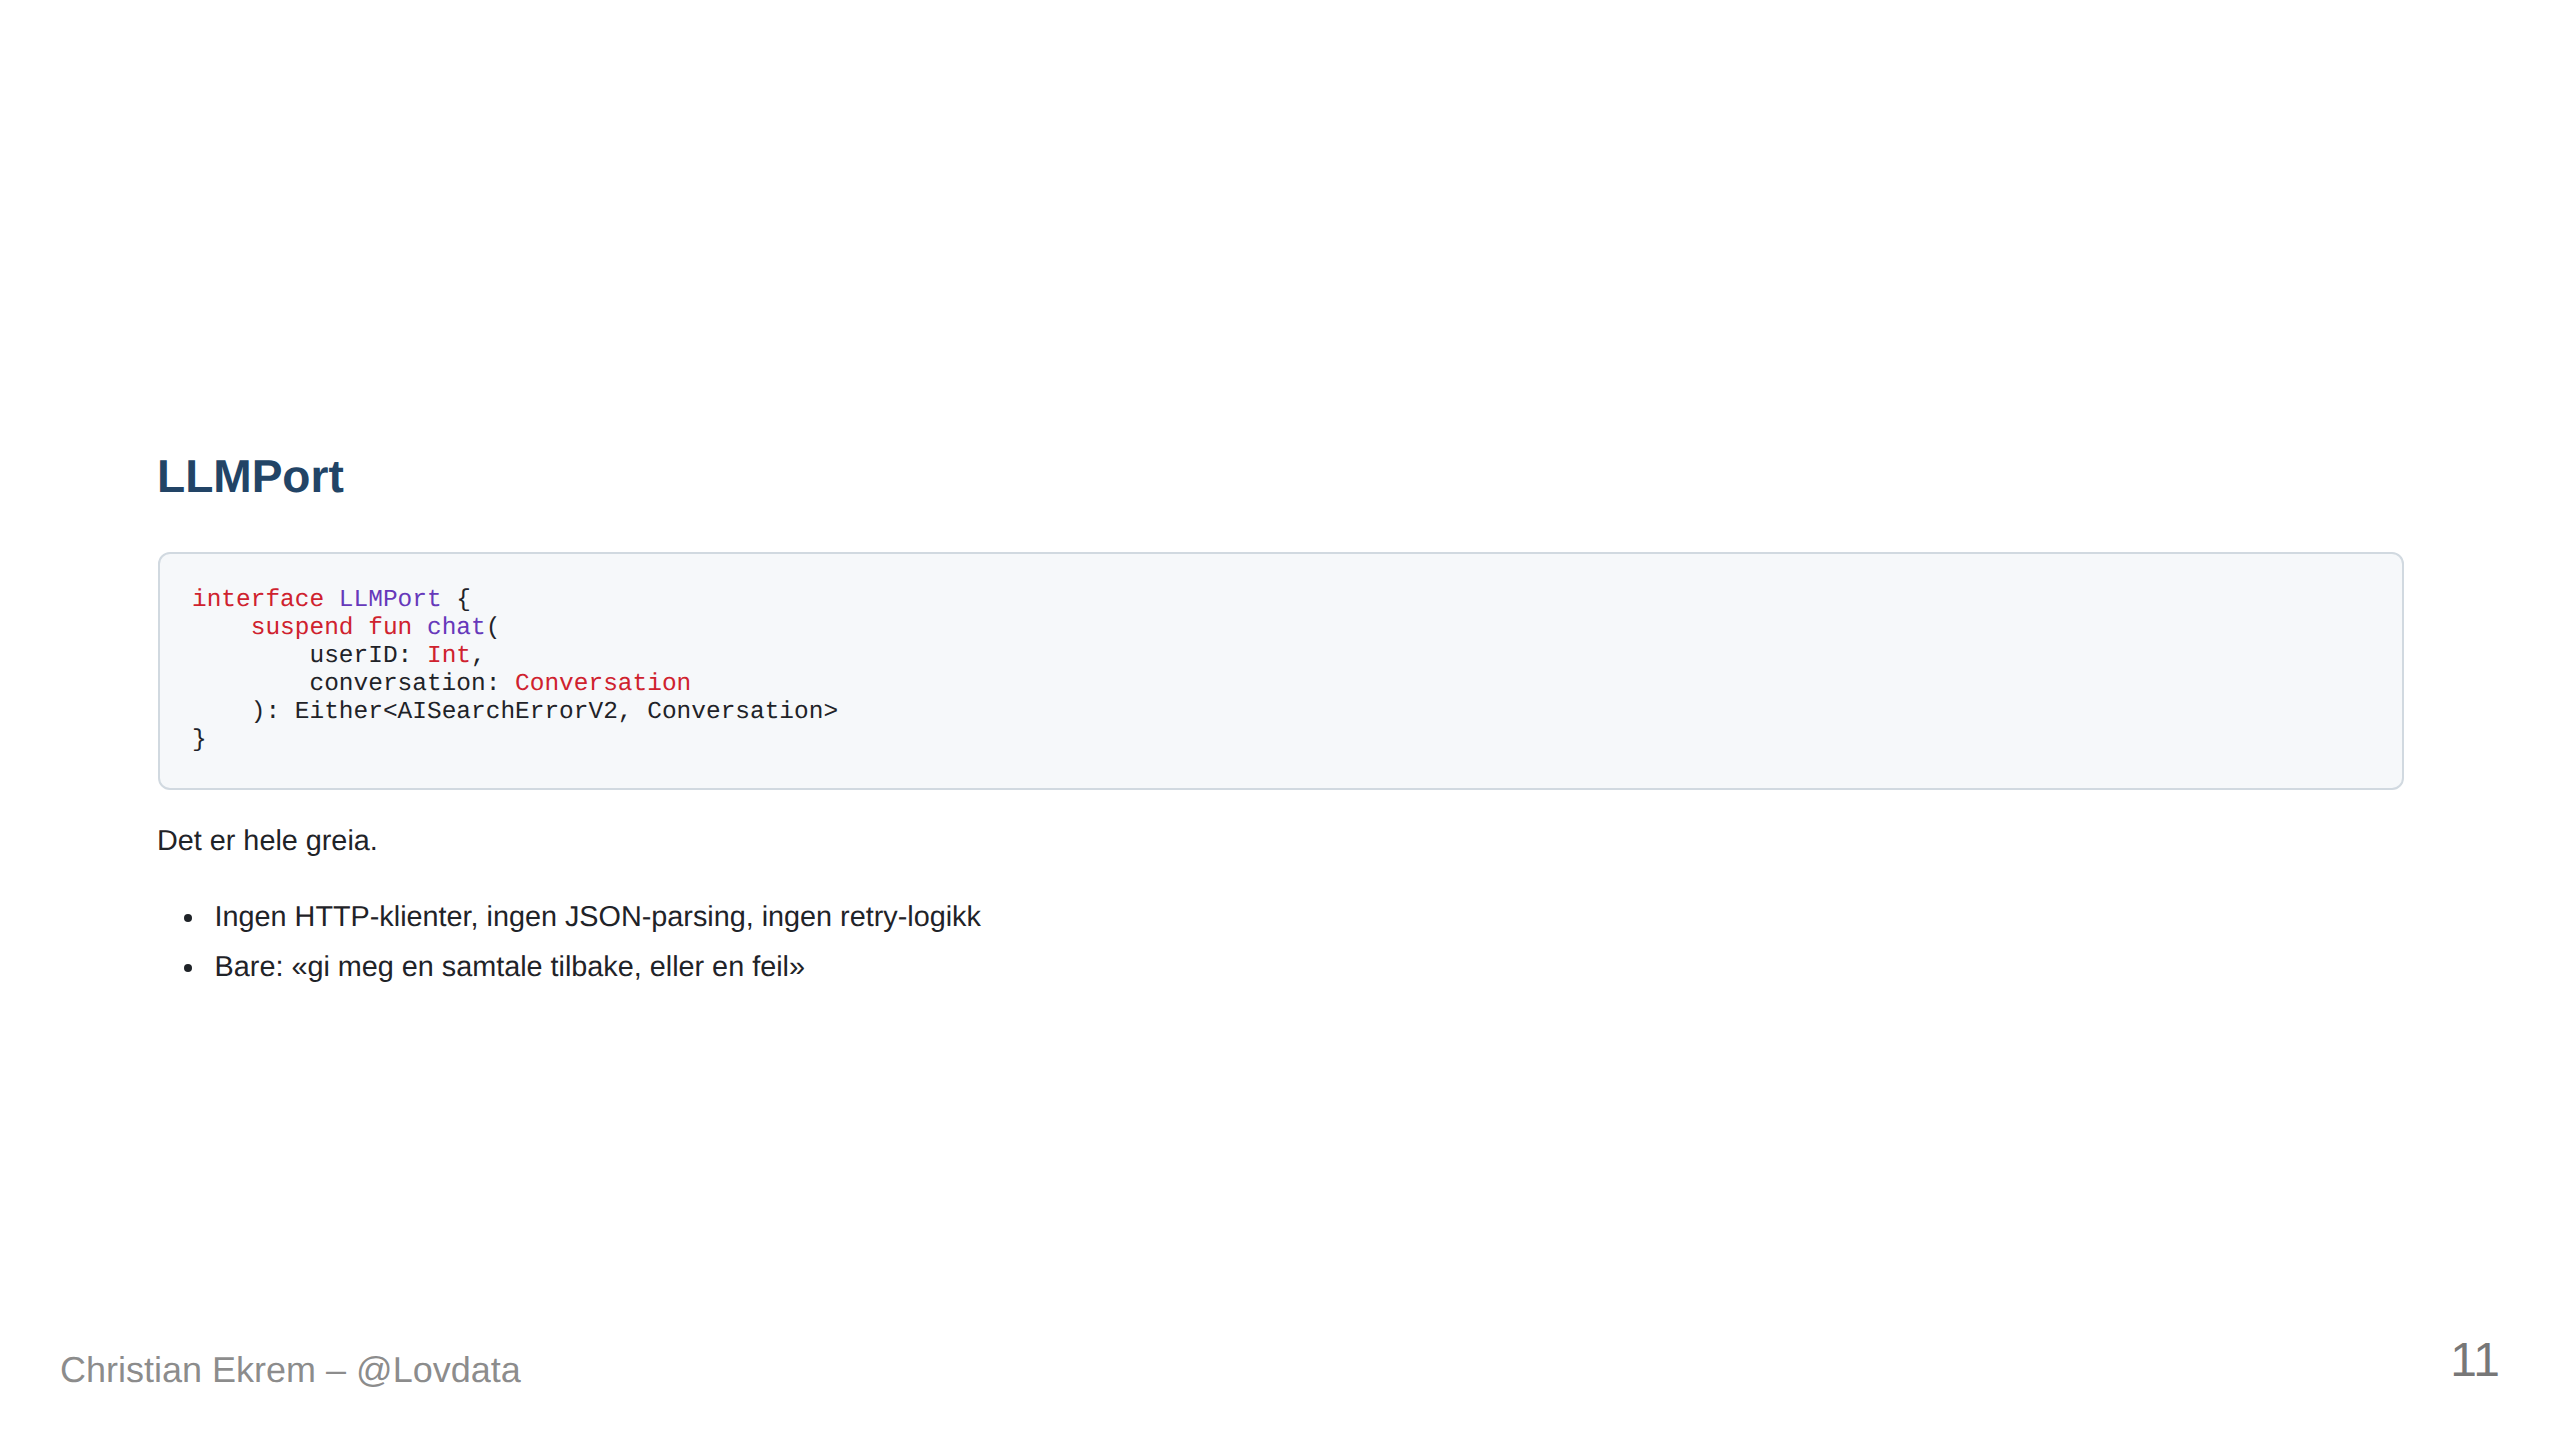 LLMPort
interface LLMPort {
    suspend fun chat(
        userID: Int,
        conversation: Conversation
    ): Either<AISearchErrorV2, Conversation>
}
Det er hele greia.
• Ingen HTTP-klienter, ingen JSON-parsing, ingen retry-logikk
• Bare: «gi meg en samtale tilbake, eller en feil»
Christian Ekrem – @Lovdata
11